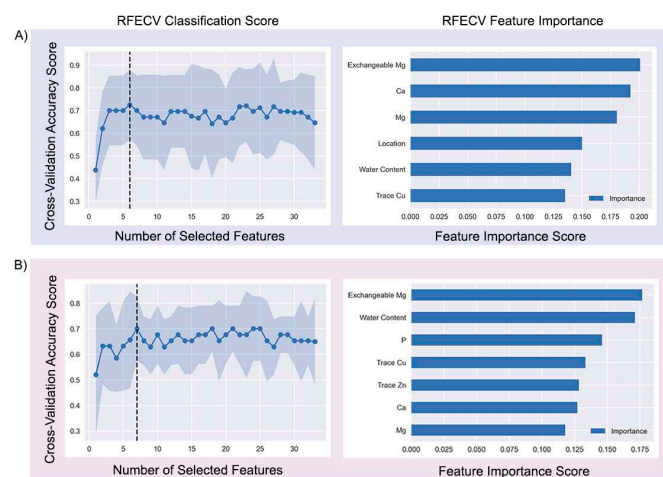 RFECV Classification Score
RFECV Feature Importance
A)
Cross-Validation Accuracy Score
0.9
0.8
0.7
0.6
0.5
0.4
0.3
0 5 10 15 20 25 30
Number of Selected Features
Exchangeable Mg
Ca
Mg
Location
Water Content
Trace Cu
Importance
0.000 0.025 0.050 0.075 0.100 0.125 0.150 0.175 0.200
Feature Importance Score
B)
Cross-Validation Accuracy Score
0.8
0.7
0.6
0.5
0.4
0.3
0 5 10 15 20 25 30
Number of Selected Features
Exchangeable Mg
Water Content
P
Trace Cu
Trace Zn
Ca
Mg
Importance
0.000 0.025 0.050 0.075 0.100 0.125 0.150 0.175
Feature Importance Score